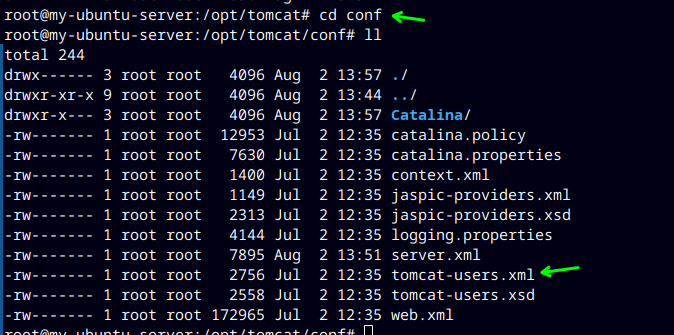 root@my-ubuntu-server:/opt/tomcat# cd conf
root@my-ubuntu-server:/opt/tomcat/conf# ll
total 244
drwx------ 3 root root   4096 Aug  2 13:57 ./
drwxr-xr-x 9 root root   4096 Aug  2 13:44 ../
drwxr-x--- 3 root root   4096 Aug  2 13:57 Catalina/
-rw------- 1 root root  12953 Jul  2 12:35 catalina.policy
-rw------- 1 root root   7630 Jul  2 12:35 catalina.properties
-rw------- 1 root root   1400 Jul  2 12:35 context.xml
-rw------- 1 root root   1149 Jul  2 12:35 jaspic-providers.xml
-rw------- 1 root root   2313 Jul  2 12:35 jaspic-providers.xsd
-rw------- 1 root root   4144 Jul  2 12:35 logging.properties
-rw------- 1 root root   7895 Aug  2 13:51 server.xml
-rw------- 1 root root   2756 Jul  2 12:35 tomcat-users.xml
-rw------- 1 root root   2558 Jul  2 12:35 tomcat-users.xsd
-rw------- 1 root root 172965 Jul  2 12:35 web.xml
root@my-ubuntu-server:/opt/tomcat/conf#